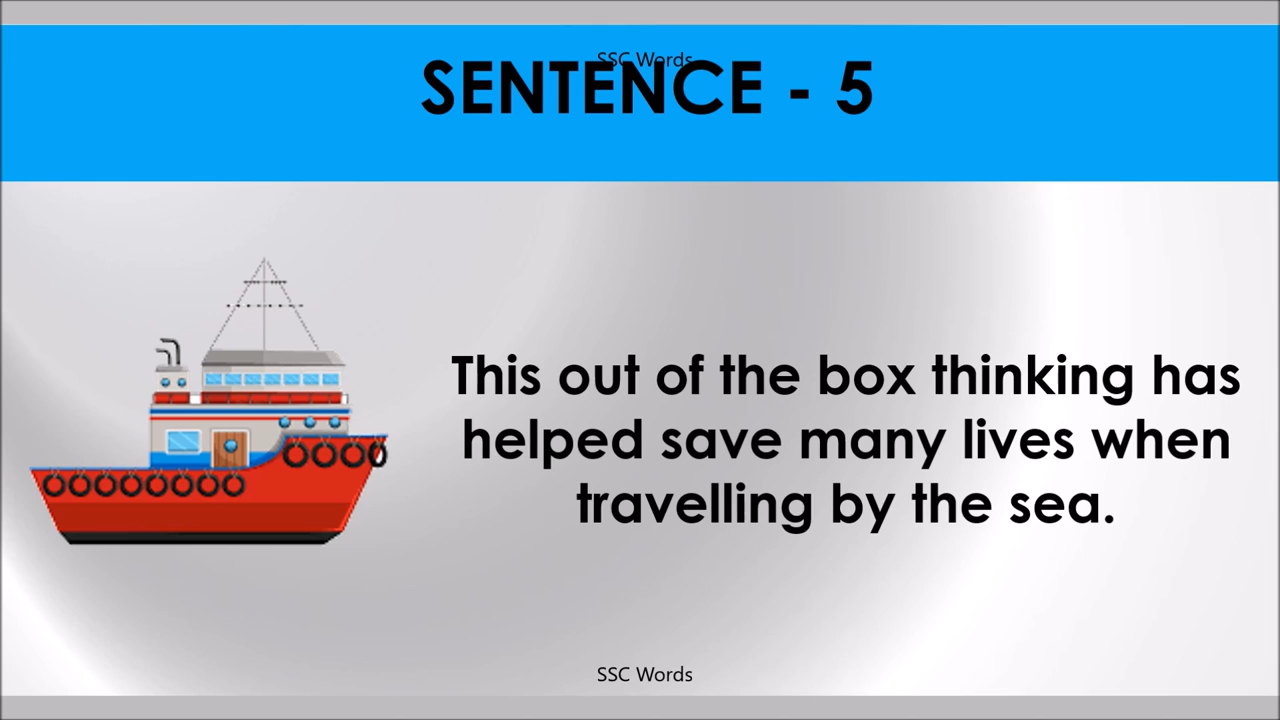 SSC Words
SENTENCE - 5
This out of the box thinking has
helped save many lives when
travelling by the sea.
SSC Words